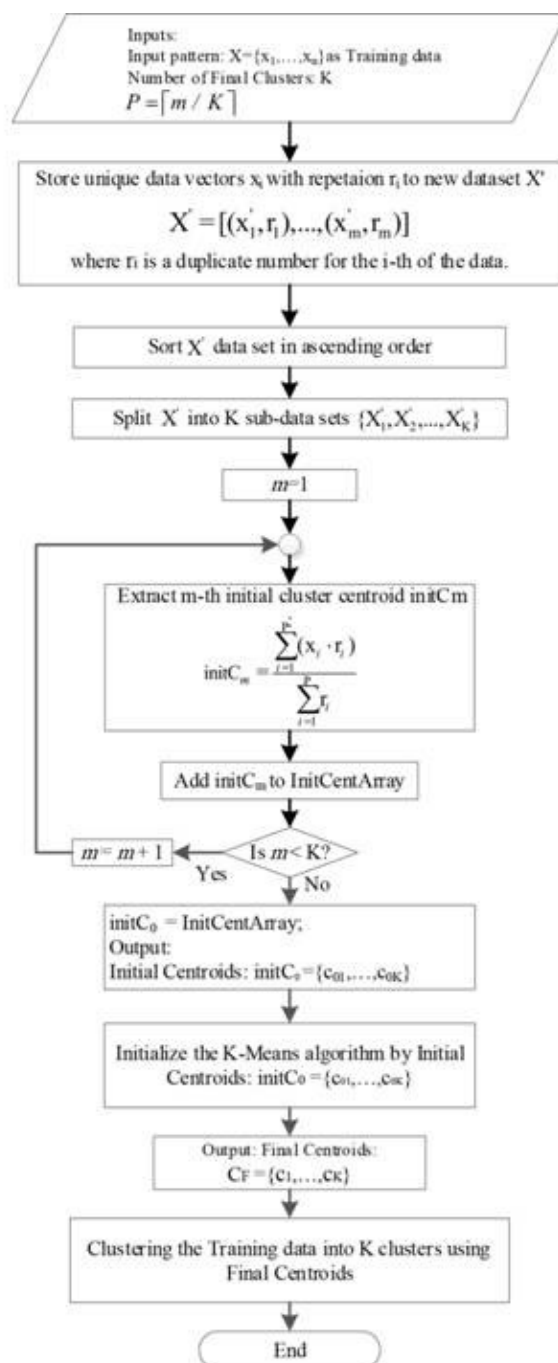 Inputs:
Input pattern: X={x₁,…,xₙ}as Training data
Number of Final Clusters: K
P = ⌈m / K⌉
Store unique data vectors xᵢ with repetaion rᵢ to new dataset X'
X' = [(x'₁,r₁),...,(x'ₘ,rₘ)]
where rᵢ is a duplicate number for the i-th of the data.
Sort X' data set in ascending order
Split X' into K sub-data sets {X'₁,X'₂,...,X'K}
m=1
Extract m-th initial cluster centroid initCm
initCₘ = ∑ᵢ₌₁ᴾ(xᵢ · rᵢ) / ∑ᵢ₌₁ᴾ rᵢ
Add initCₘ to InitCentArray
Is m< K?
m= m+ 1
Yes
No
initC₀ = InitCentArray;
Output:
Initial Centroids: initC₀={c₀₁,…,c₀K}
Initialize the K-Means algorithm by Initial
Centroids: initC₀ ={c₀₁,…,c₀K}
Output: Final Centroids:
CF ={c₁,…,cK}
Clustering the Training data into K clusters using
Final Centroids
End